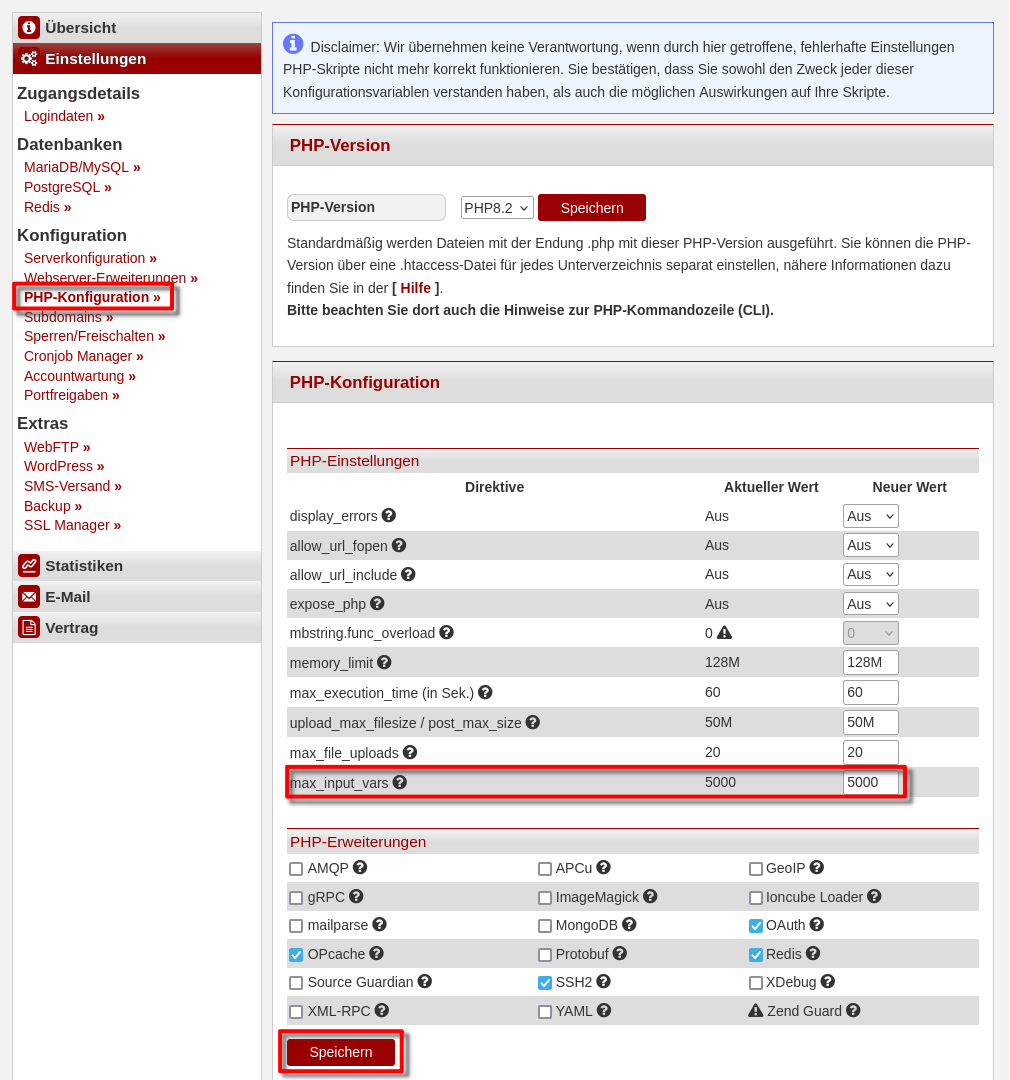 Übersicht
Einstellungen
Zugangsdetails
Logindaten »
Datenbanken
MariaDB/MySQL »
PostgreSQL »
Redis »
Konfiguration
Serverkonfiguration »
Webserver-Erweiterungen »
PHP-Konfiguration »
Subdomains »
Sperren/Freischalten »
Cronjob Manager »
Accountwartung »
Portfreigaben »
Extras
WebFTP »
WordPress »
SMS-Versand »
Backup »
SSL Manager »
Statistiken
E-Mail
Vertrag
Disclaimer: Wir übernehmen keine Verantwortung, wenn durch hier getroffene, fehlerhafte Einstellungen
PHP-Skripte nicht mehr korrekt funktionieren. Sie bestätigen, dass Sie sowohl den Zweck jeder dieser
Konfigurationsvariablen verstanden haben, als auch die möglichen Auswirkungen auf Ihre Skripte.
PHP-Version
PHP-Version PHP8.2 Speichern
Standardmäßig werden Dateien mit der Endung .php mit dieser PHP-Version ausgeführt. Sie können die PHP-
Version über eine .htaccess-Datei für jedes Unterverzeichnis separat einstellen, nähere Informationen dazu
finden Sie in der [ Hilfe ].
Bitte beachten Sie dort auch die Hinweise zur PHP-Kommandozeile (CLI).
PHP-Konfiguration
PHP-Einstellungen
Direktive Aktueller Wert Neuer Wert
display_errors Aus Aus
allow_url_fopen Aus Aus
allow_url_include Aus Aus
expose_php Aus Aus
mbstring.func_overload 0 0
memory_limit 128M 128M
max_execution_time (in Sek.) 60 60
upload_max_filesize / post_max_size 50M 50M
max_file_uploads 20 20
max_input_vars 5000 5000
PHP-Erweiterungen
AMQP APCu GeoIP
gRPC ImageMagick Ioncube Loader
mailparse MongoDB OAuth
OPcache Protobuf Redis
Source Guardian SSH2 XDebug
XML-RPC YAML Zend Guard
Speichern